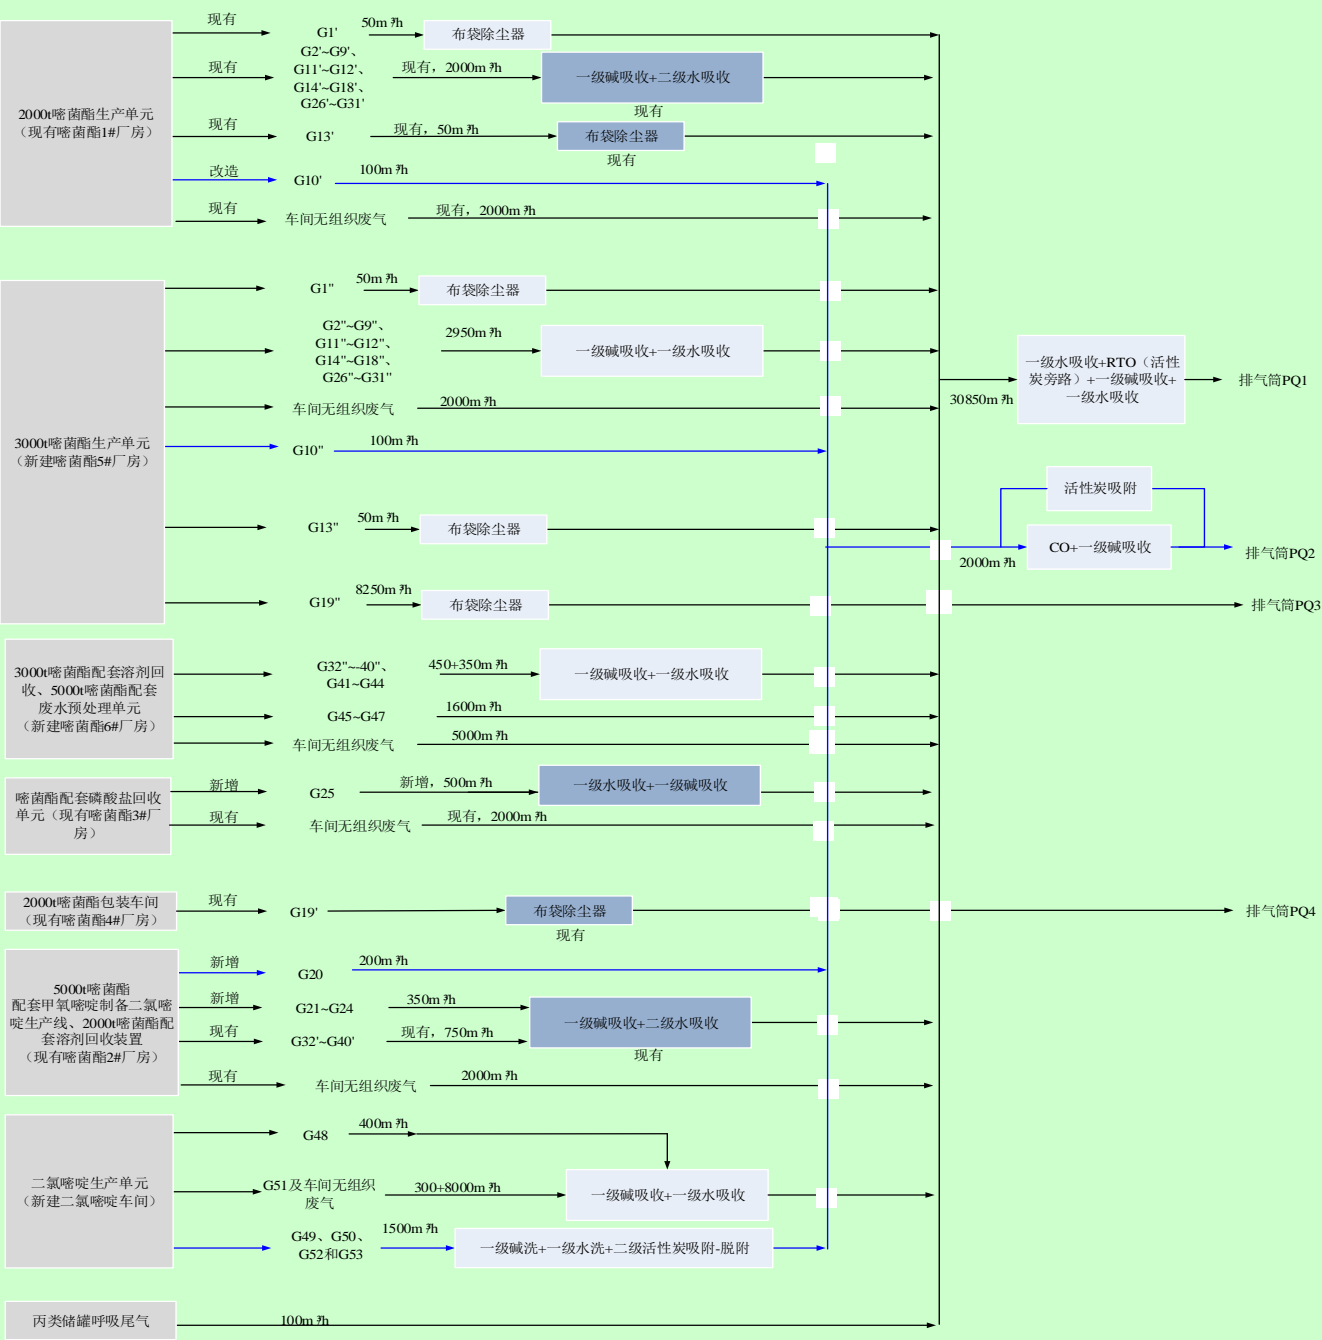 2000t嘧菌酯生产单元
（现有嘧菌酯1#厂房）
现有
G1'
50m³/h
布袋除尘器
现有
G2'~G9'、
G11'~G12'、
G14'~G18'、
G26'~G31'
现有，2000m³/h
一级碱吸收+二级水吸收
现有
现有
G13'
现有，50m³/h
布袋除尘器
现有
改造
G10'
100m³/h
现有
车间无组织废气
现有，2000m³/h
3000t嘧菌酯生产单元
（新建嘧菌酯5#厂房）
G1"
50m³/h
布袋除尘器
G2"~G9"、
G11"~G12"、
G14"~G18"、
G26"~G31"
2950m³/h
一级碱吸收+一级水吸收
车间无组织废气
2000m³/h
G10"
100m³/h
G13"
50m³/h
布袋除尘器
G19"
8250m³/h
布袋除尘器
30850m³/h
一级水吸收+RTO（活性
炭旁路）+一级碱吸收+
一级水吸收
排气筒PQ1
活性炭吸附
2000m³/h
CO+一级碱吸收
排气筒PQ2
排气筒PQ3
3000t嘧菌酯配套溶剂回
收、5000t嘧菌酯配套
废水预处理单元
（新建嘧菌酯6#厂房）
G32"~-40"、
G41~G44
450+350m³/h
一级碱吸收+一级水吸收
G45~G47
1600m³/h
车间无组织废气
5000m³/h
嘧菌酯配套磷酸盐回收
单元（现有嘧菌酯3#厂
房）
新增
G25
新增，500m³/h
一级水吸收+一级碱吸收
现有
车间无组织废气
现有，2000m³/h
2000t嘧菌酯包装车间
（现有嘧菌酯4#厂房）
现有
G19'
布袋除尘器
现有
排气筒PQ4
5000t嘧菌酯
配套甲氧嘧啶制备二氯嘧
啶生产线、2000t嘧菌酯配
套溶剂回收装置
（现有嘧菌酯2#厂房）
新增
G20
200m³/h
新增
G21~G24
350m³/h
一级碱吸收+二级水吸收
现有
现有
G32'~G40'
现有，750m³/h
现有
车间无组织废气
2000m³/h
二氯嘧啶生产单元
（新建二氯嘧啶车间）
G48
400m³/h
G51及车间无组织
废气
300+8000m³/h
一级碱吸收+一级水吸收
G49、G50、
G52和G53
1500m³/h
一级碱洗+一级水洗+二级活性炭吸附-脱附
丙类储罐呼吸尾气
100m³/h